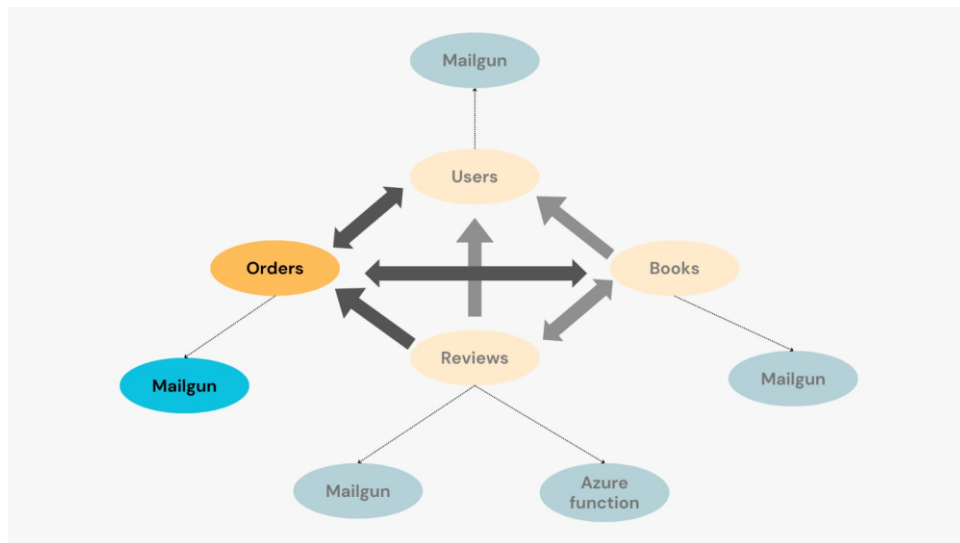 Mailgun
Users
Orders
Books
Reviews
Mailgun
Mailgun
Mailgun
Azure
function